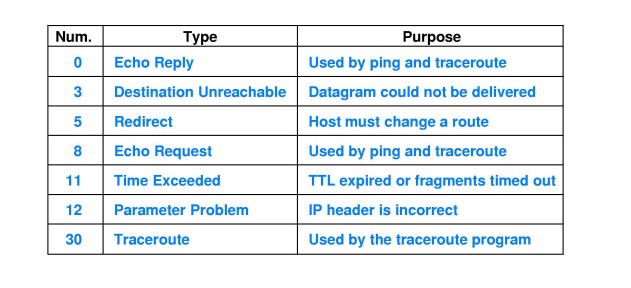 Num. Type Purpose
0 Echo Reply Used by ping and traceroute
3 Destination Unreachable Datagram could not be delivered
5 Redirect Host must change a route
8 Echo Request Used by ping and traceroute
11 Time Exceeded TTL expired or fragments timed out
12 Parameter Problem IP header is incorrect
30 Traceroute Used by the traceroute program